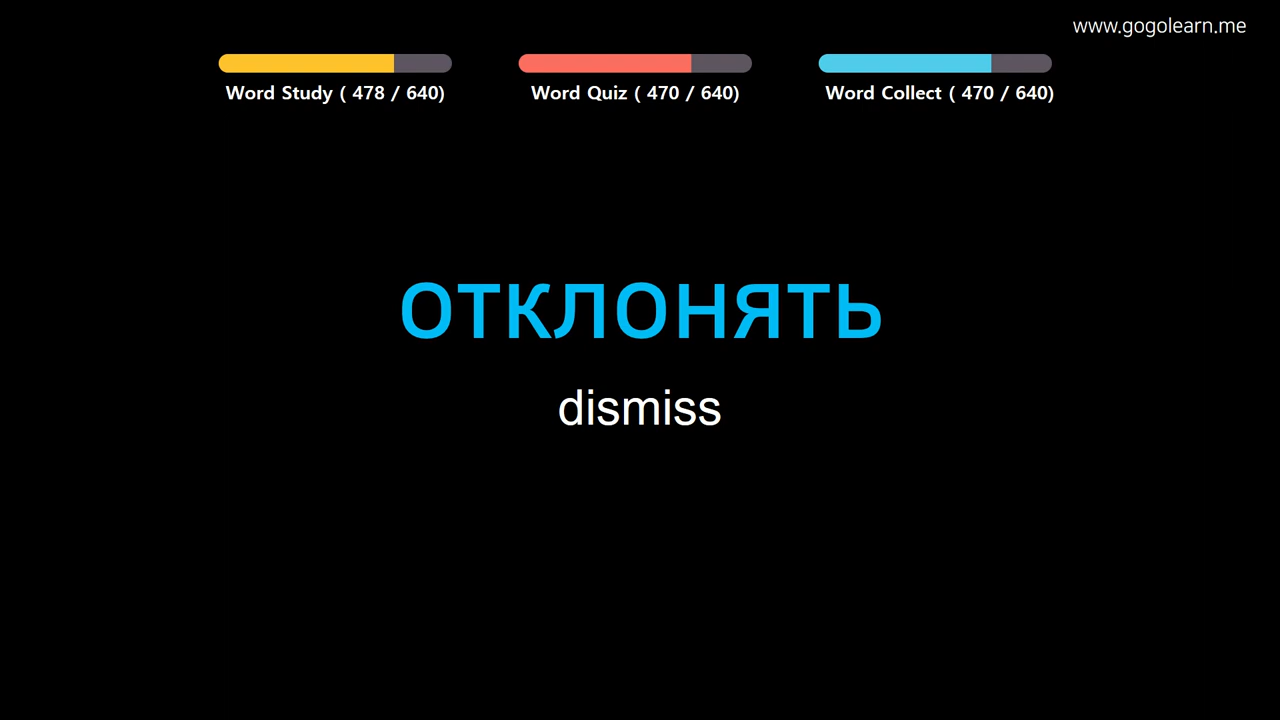 www.gogolearn.me
Word Study ( 478 / 640)
Word Quiz ( 470 / 640)
Word Collect ( 470 / 640)
отклонять
dismiss